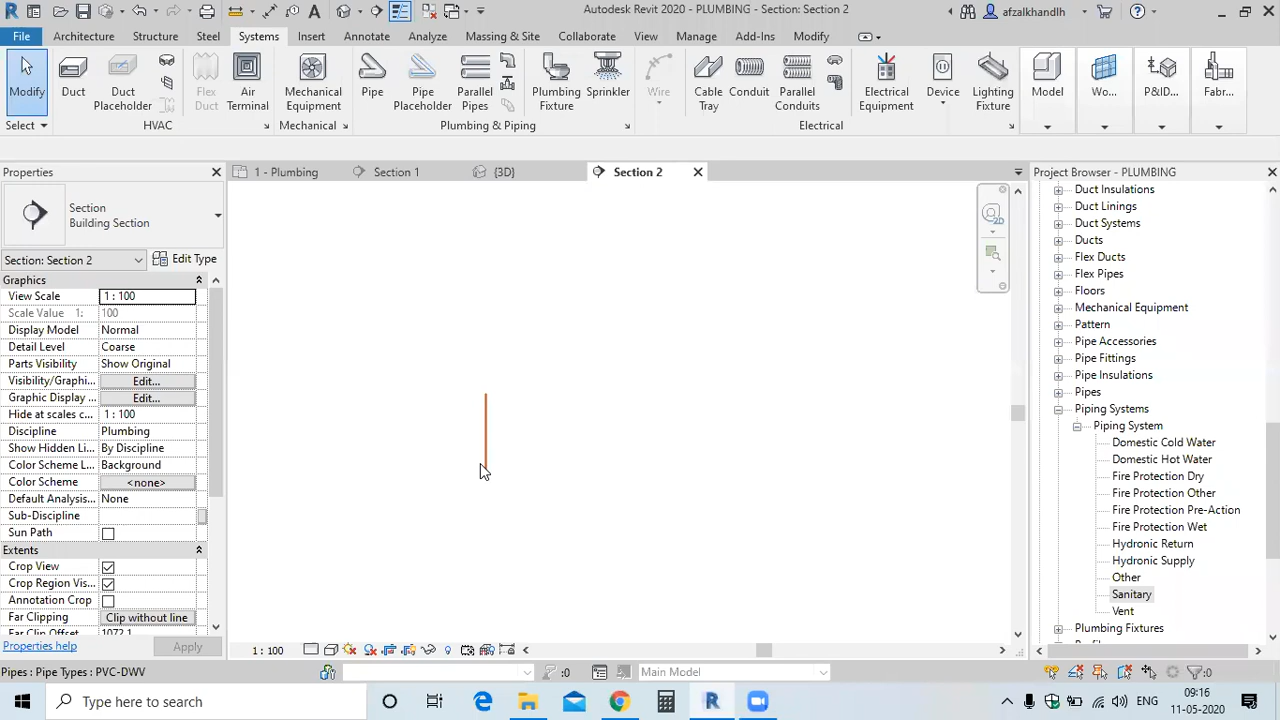 Autodesk Revit 2020 - PLUMBING - Section: Section 2
afzalkhandlh
File Architecture Structure Steel Systems Insert Annotate Analyze Massing & Site Collaborate View Manage Add-Ins Modify
Modify
Duct
Duct Placeholder
Flex Duct
Air Terminal
Mechanical Equipment
Pipe
Pipe Placeholder
Parallel Pipes
Plumbing Fixture
Sprinkler
Wire
Cable Tray
Conduit
Parallel Conduits
Electrical Equipment
Device
Lighting Fixture
Model
Wo...
P&ID...
Fabr...
Select HVAC Mechanical Plumbing & Piping Electrical
Properties
1 - Plumbing Section 1 {3D} Section 2
Project Browser - PLUMBING
Section
Building Section
Section: Section 2 Edit Type
Graphics
View Scale 1 : 100
Scale Value 1: 100
Display Model Normal
Detail Level Coarse
Parts Visibility Show Original
Visibility/Graphi... Edit...
Graphic Display ... Edit...
Hide at scales c... 1 : 100
Discipline Plumbing
Show Hidden Li... By Discipline
Color Scheme L... Background
Color Scheme <none>
Default Analysis... None
Sub-Discipline
Sun Path
Extents
Crop View
Crop Region Vis...
Annotation Crop
Far Clipping Clip without line
Far Clip Offset 1072.1
Properties help Apply
2D
Duct Insulations
Duct Linings
Duct Systems
Ducts
Flex Ducts
Flex Pipes
Floors
Mechanical Equipment
Pattern
Pipe Accessories
Pipe Fittings
Pipe Insulations
Pipes
Piping Systems
Piping System
Domestic Cold Water
Domestic Hot Water
Fire Protection Dry
Fire Protection Other
Fire Protection Pre-Action
Fire Protection Wet
Hydronic Return
Hydronic Supply
Other
Sanitary
Vent
Plumbing Fixtures
1 : 100
Pipes : Pipe Types : PVC-DWV
:0
Main Model
:0
Type here to search
ENG
09:16
11-05-2020